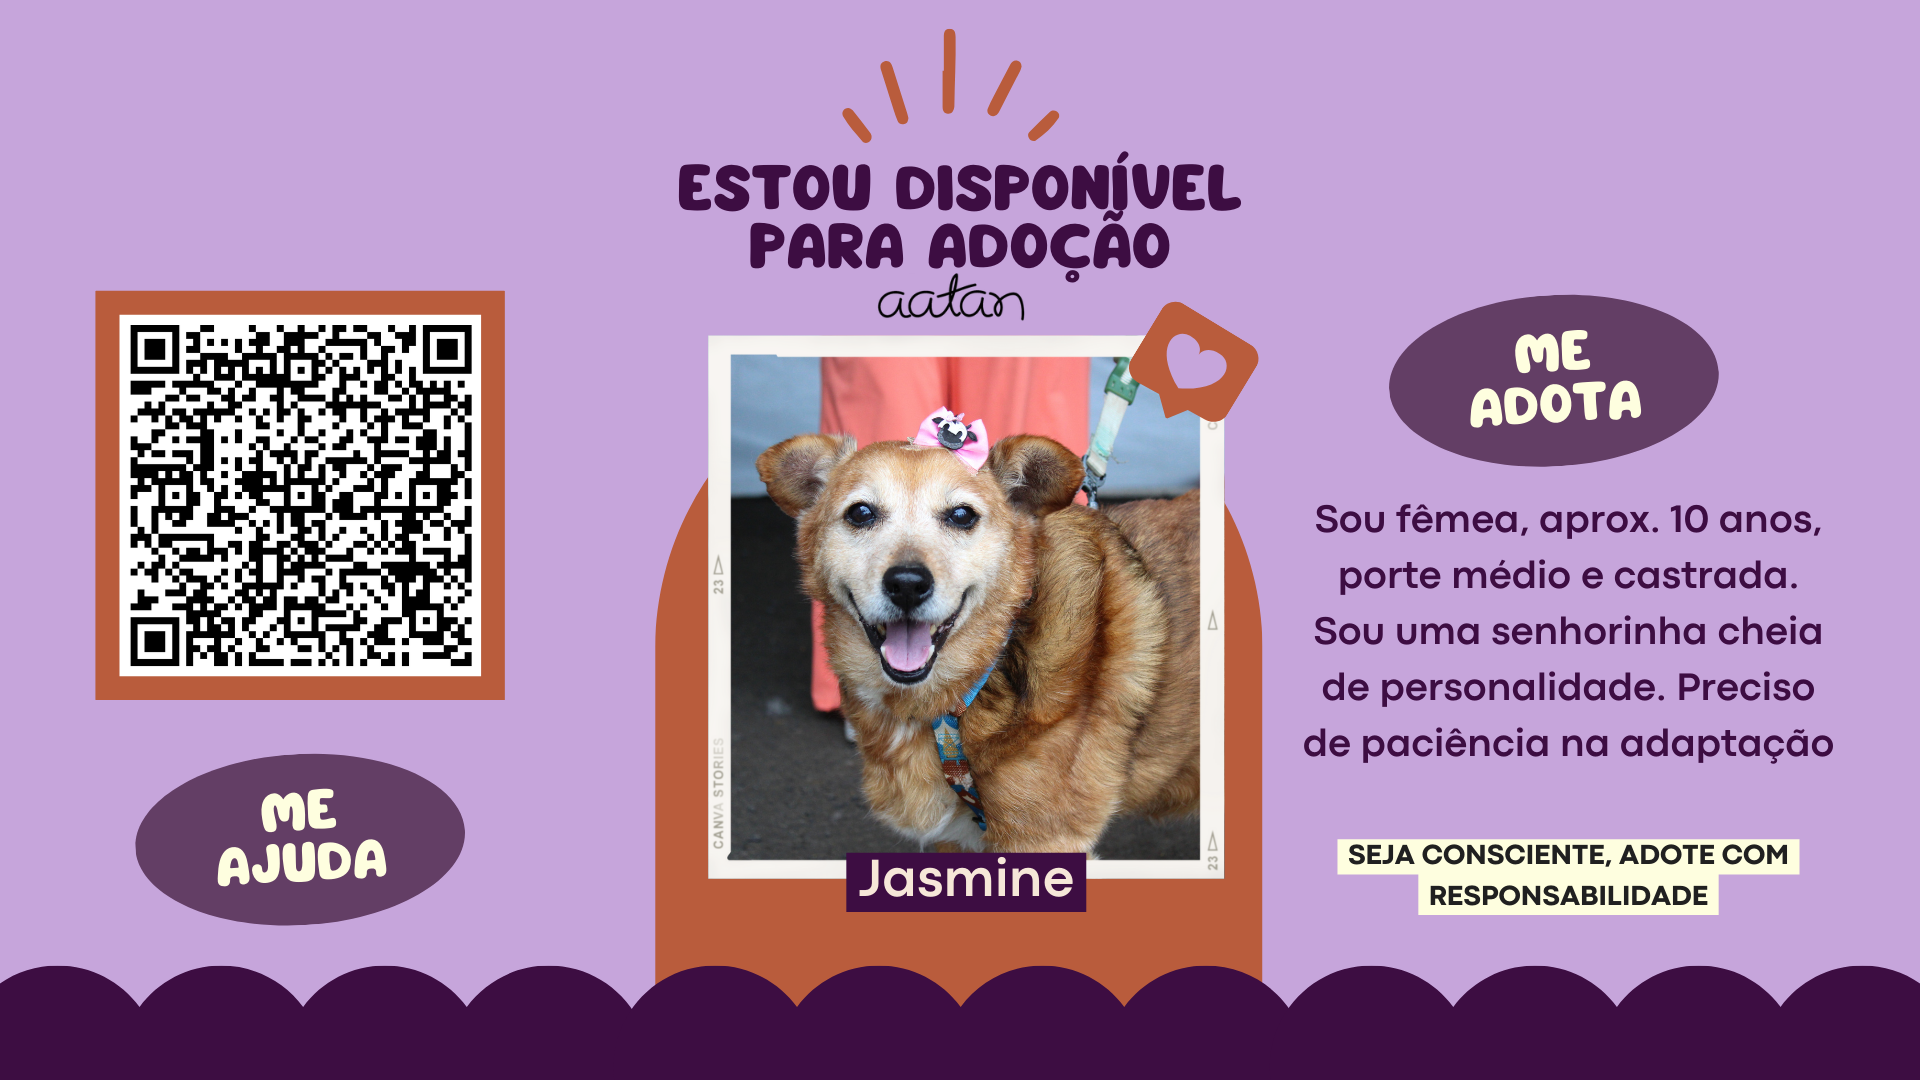 ESTOU DISPONÍVEL
PARA ADOÇÃO
aatan
ME
AJUDA
23
CANVA STORIES
23
Jasmine
ME
ADOTA
Sou fêmea, aprox. 10 anos,
porte médio e castrada.
Sou uma senhorinha cheia
de personalidade. Preciso
de paciência na adaptação
SEJA CONSCIENTE, ADOTE COM
RESPONSABILIDADE